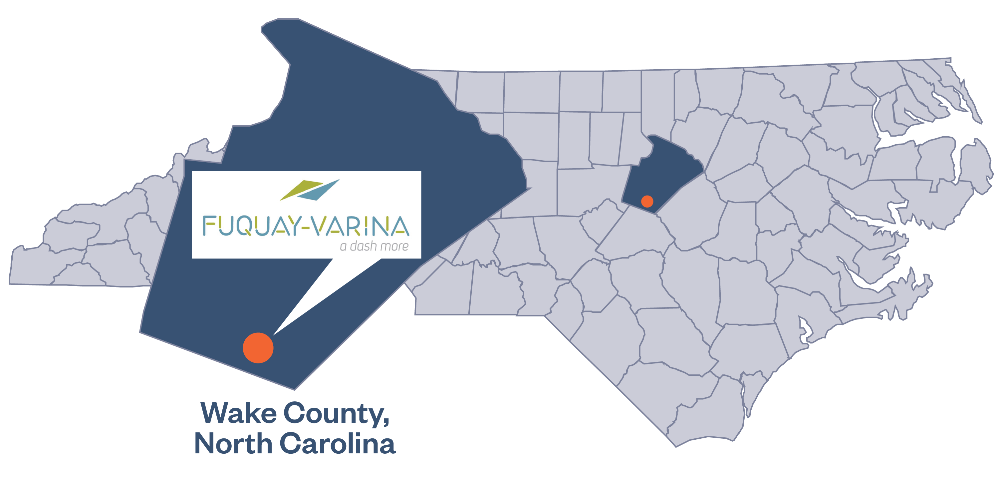 FUQUAY-VARINA
a dash more
Wake County,
North Carolina